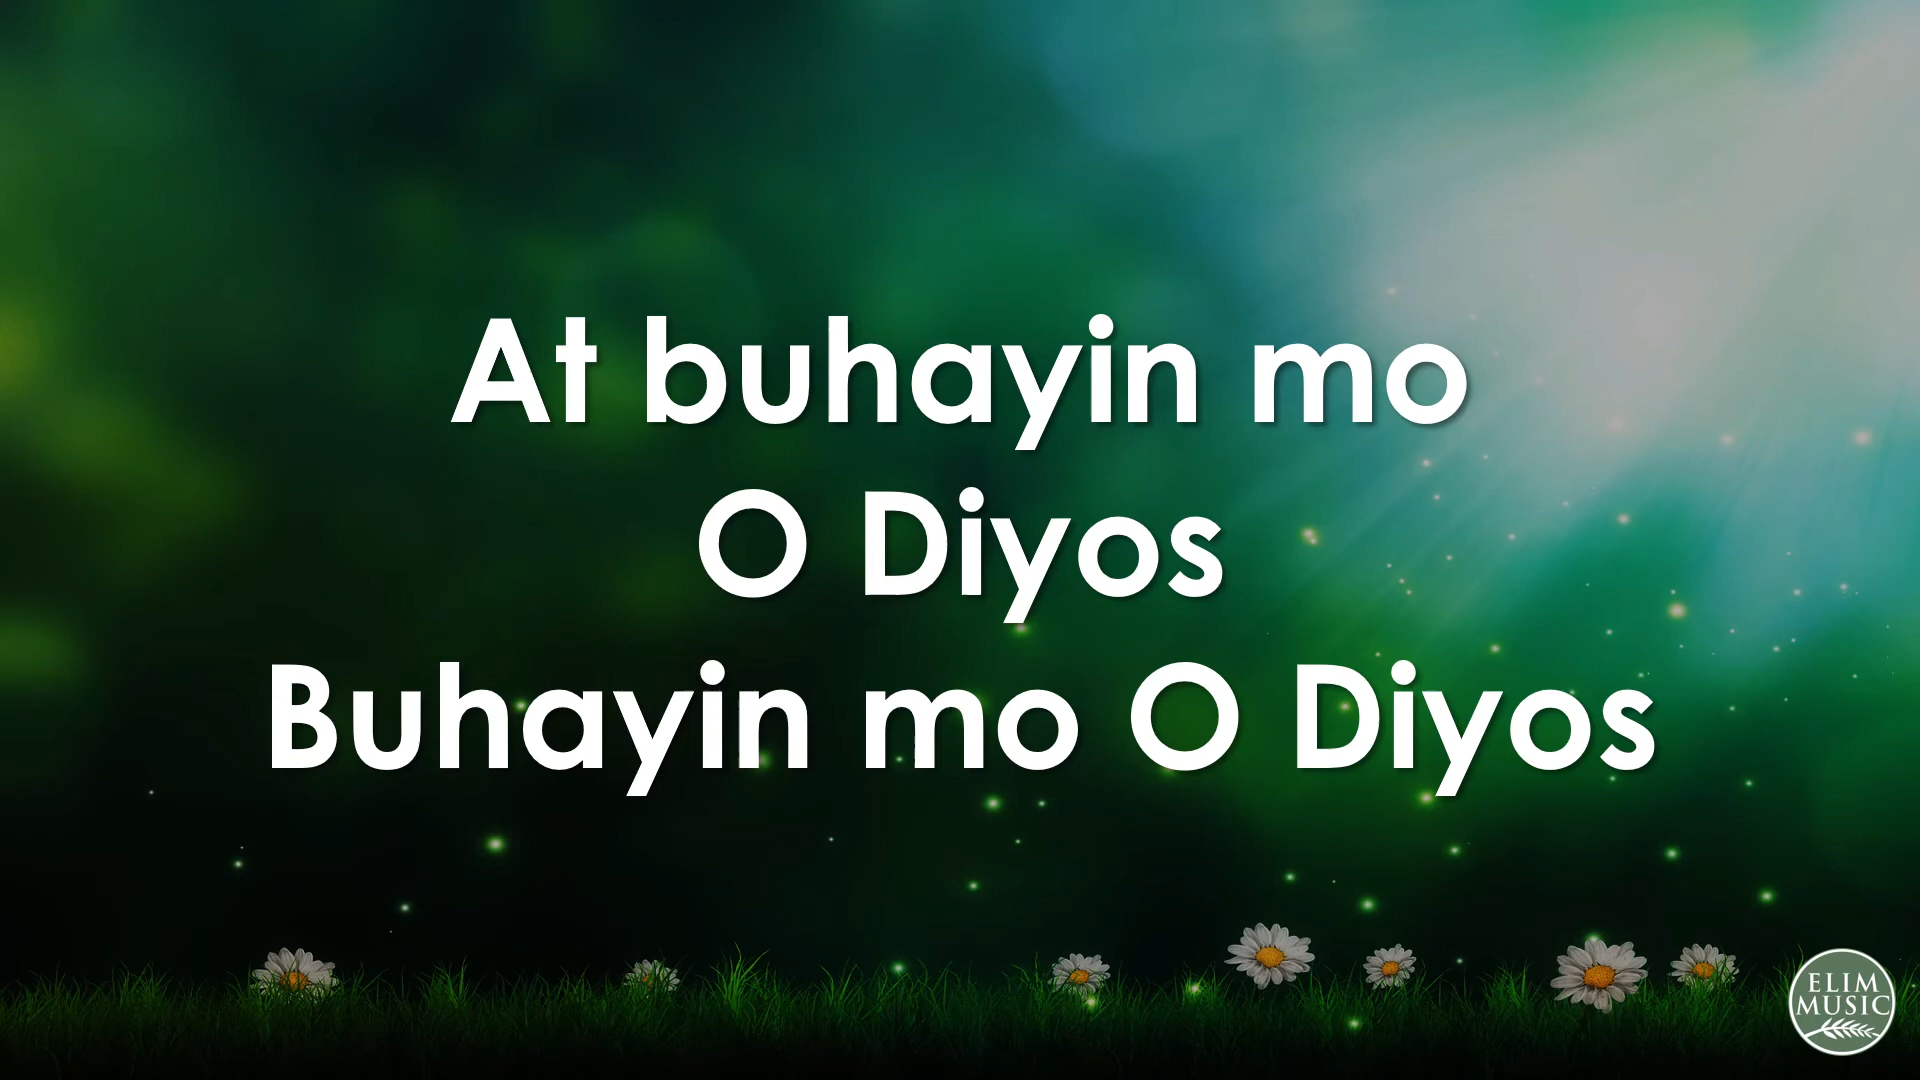 At buhayin mo
O Diyos
Buhayin mo O Diyos
ELIM
MUSIC